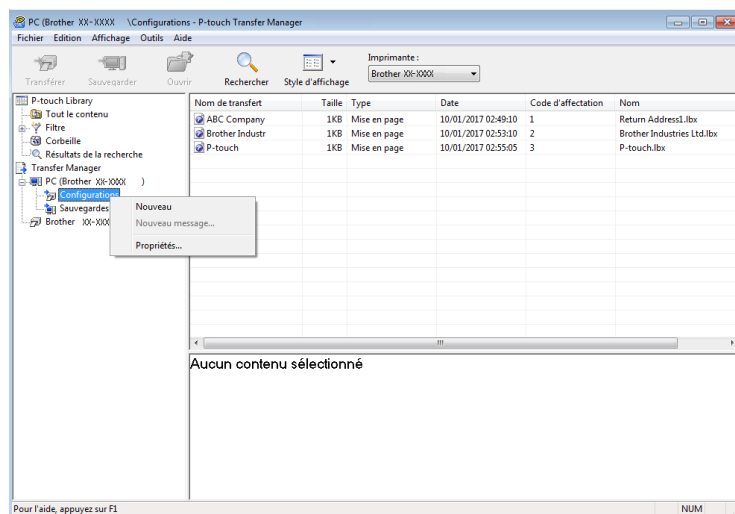 PC (Brother XX-XXXX \Configurations - P-touch Transfer Manager
Fichier Edition Affichage Outils Aide
Transférer Sauvegarder Ouvrir Rechercher Style d'affichage
Imprimante :
Brother XX-XXXX
P-touch Library
Tout le contenu
Filtre
Corbeille
Résultats de la recherche
Transfer Manager
PC (Brother XX-XXXX )
Configurations
Sauvegardes
Brother XX-XXX
Nouveau
Nouveau message...
Propriétés...
Nom de transfert Taille Type Date Code d'affectation Nom
ABC Company 1KB Mise en page 10/01/2017 02:49:10 1 Return Address1.lbx
Brother Industr 1KB Mise en page 10/01/2017 02:53:10 2 Brother Industries Ltd.lbx
P-touch 1KB Mise en page 10/01/2017 02:55:05 3 P-touch.lbx
Aucun contenu sélectionné
Pour l'aide, appuyez sur F1
NUM